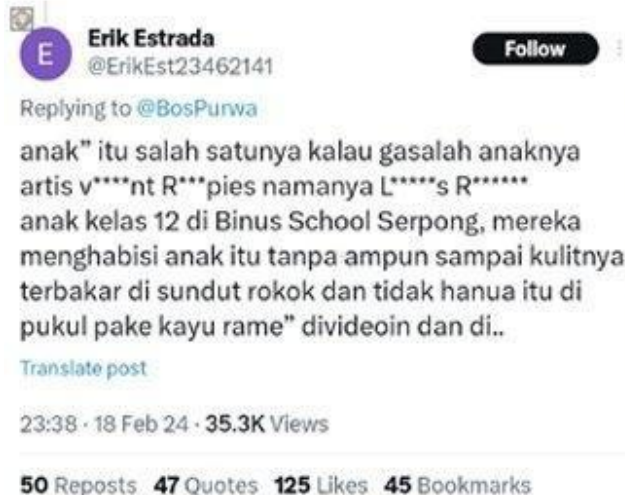 E
Erik Estrada
@ErikEst23462141
Follow
Replying to @BosPurwa
anak" itu salah satunya kalau gasalah anaknya
artis v****nt R***pies namanya L*****s R******
anak kelas 12 di Binus School Serpong, mereka
menghabisi anak itu tanpa ampun sampai kulitnya
terbakar di sundut rokok dan tidak hanua itu di
pukul pake kayu rame" divideoin dan di..
Translate post
23:38 · 18 Feb 24 · 35.3K Views
50 Reposts 47 Quotes 125 Likes 45 Bookmarks